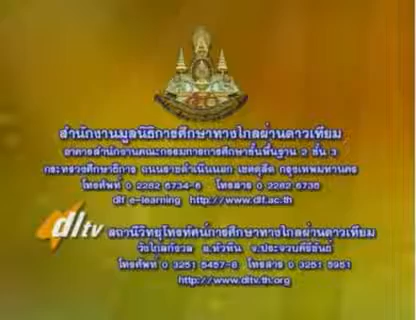 สำนักงานมูลนิธิการศึกษาทางไกลผ่านดาวเทียม
อาคารสำนักงานคณะกรรมการการศึกษาขั้นพื้นฐาน 2 ชั้น 3
กระทรวงศึกษาธิการ ถนนราชดำเนินนอก เขตดุสิต กรุงเทพมหานคร
โทรศัพท์ 0 2282 6734-6 โทรสาร 0 2282 6735
dlf e-learning http://www.dlf.ac.th
dltv สถานีวิทยุโทรทัศน์การศึกษาทางไกลผ่านดาวเทียม
วังไกลกังวล อ.หัวหิน จ.ประจวบคีรีขันธ์
โทรศัพท์ 0 3251 5457-8 โทรสาร 0 3251 5951
http://www.dltv.th.org